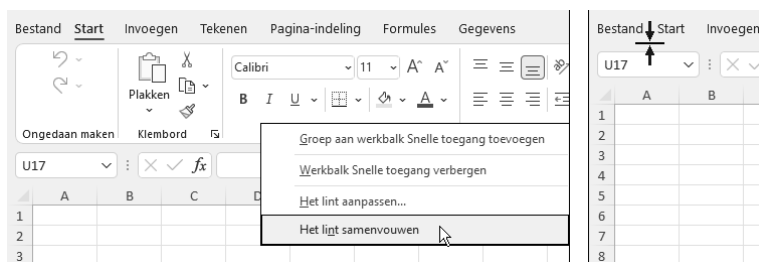 Bestand Start Invoegen Tekenen Pagina-indeling Formules Gegevens
Plakken
Calibri 11 A A
B I U A
Ongedaan maken Klembord
U17 fx
A B C D
1
2
3
Groep aan werkbalk Snelle toegang toevoegen
Werkbalk Snelle toegang verbergen
Het lint aanpassen...
Het lint samenvouwen
Bestand Start Invoegen
U17
A B
1
2
3
4
5
6
7
8